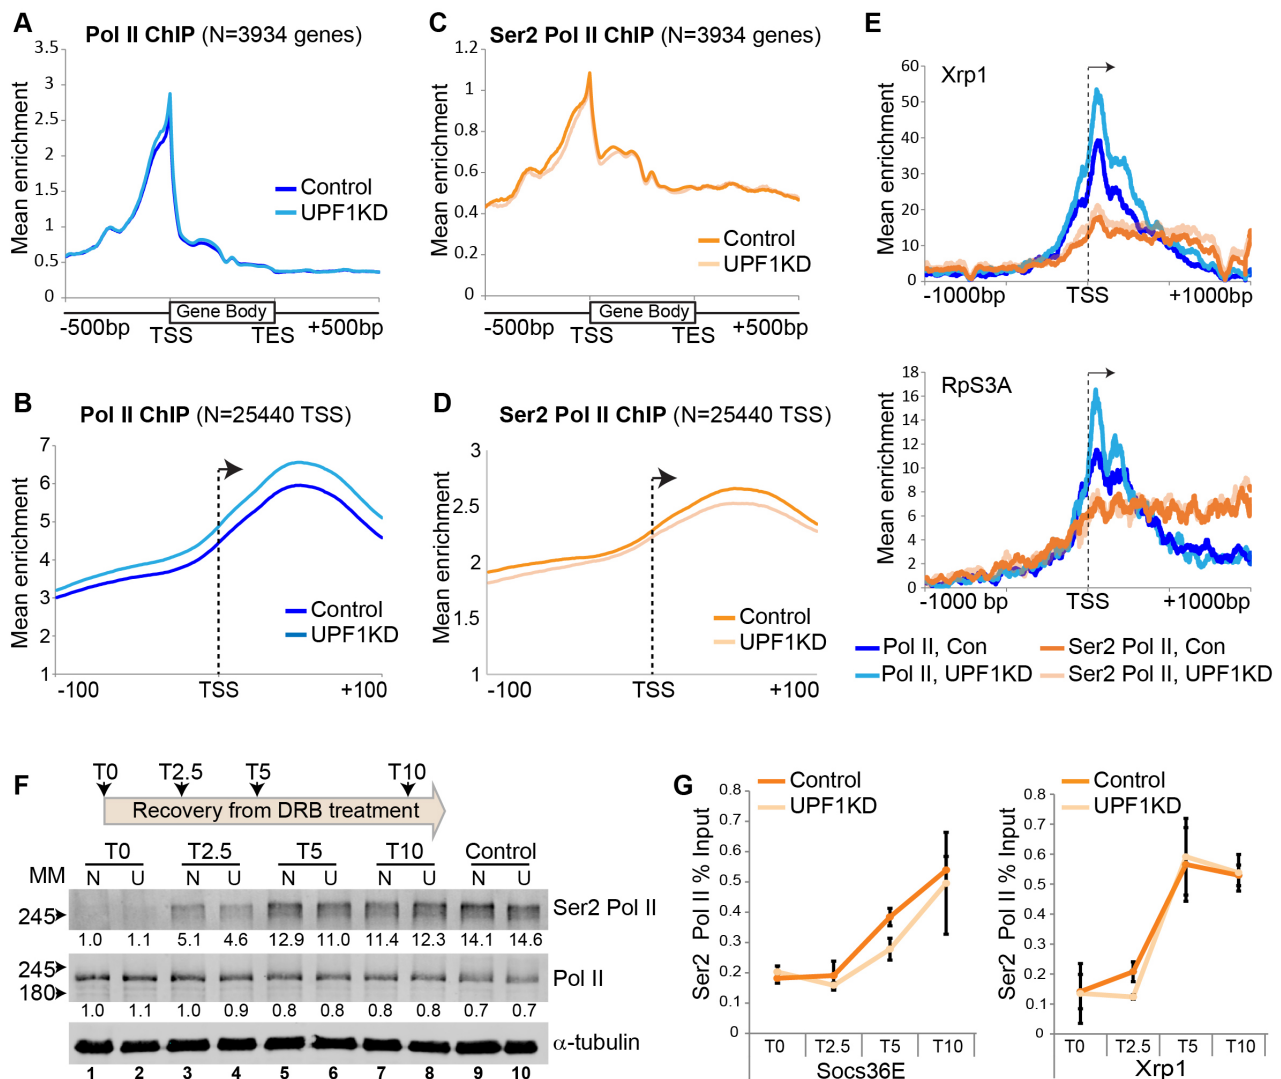 A
Pol II ChIP (N=3934 genes)
Mean enrichment
3.5
3
2.5
2
1.5
1
0.5
0
Control
UPF1KD
Gene Body
-500bp
TSS
TES
+500bp
C
Ser2 Pol II ChIP (N=3934 genes)
Mean enrichment
1.2
1
0.8
0.6
0.4
0.2
0
Control
UPF1KD
Gene Body
-500bp
TSS
TES
+500bp
E
Xrp1
Mean enrichment
60
50
40
30
20
10
0
-1000bp
TSS
+1000bp
RpS3A
Mean enrichment
18
16
14
12
10
8
6
4
2
0
-1000 bp
TSS
+1000bp
Pol II, Con
Ser2 Pol II, Con
Pol II, UPF1KD
Ser2 Pol II, UPF1KD
B
Pol II ChIP (N=25440 TSS)
Mean enrichment
7
6
5
4
3
1
Control
UPF1KD
-100
TSS
+100
D
Ser2 Pol II ChIP (N=25440 TSS)
Mean enrichment
3
2.5
2
1.5
1
Control
UPF1KD
-100
TSS
+100
F
T0 T2.5 T5 T10
Recovery from DRB treatment
T0 T2.5 T5 T10 Control
MM N U N U N U N U N U
245
Ser2 Pol II
1.0 1.1 5.1 4.6 12.9 11.0 11.4 12.3 14.1 14.6
245
180
Pol II
1.0 1.1 1.0 0.9 0.8 0.8 0.8 0.8 0.7 0.7
α-tubulin
1 2 3 4 5 6 7 8 9 10
G
Control
UPF1KD
Ser2 Pol II % Input
0.8
0.7
0.6
0.5
0.4
0.3
0.2
0.1
0
T0 T2.5 T5 T10
Socs36E
Control
UPF1KD
Ser2 Pol II % Input
0.8
0.7
0.6
0.5
0.4
0.3
0.2
0.1
0
T0 T2.5 T5 T10
Xrp1